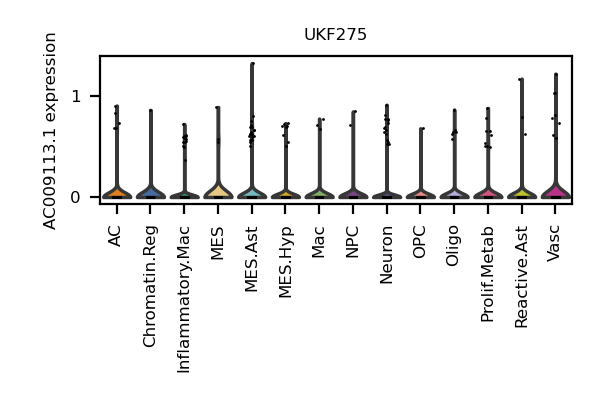 UKF275
AC009113.1 expression
1
0
AC
Chromatin.Reg
Inflammatory.Mac
MES
MES.Ast
MES.Hyp
Mac
NPC
Neuron
OPC
Oligo
Prolif.Metab
Reactive.Ast
Vasc